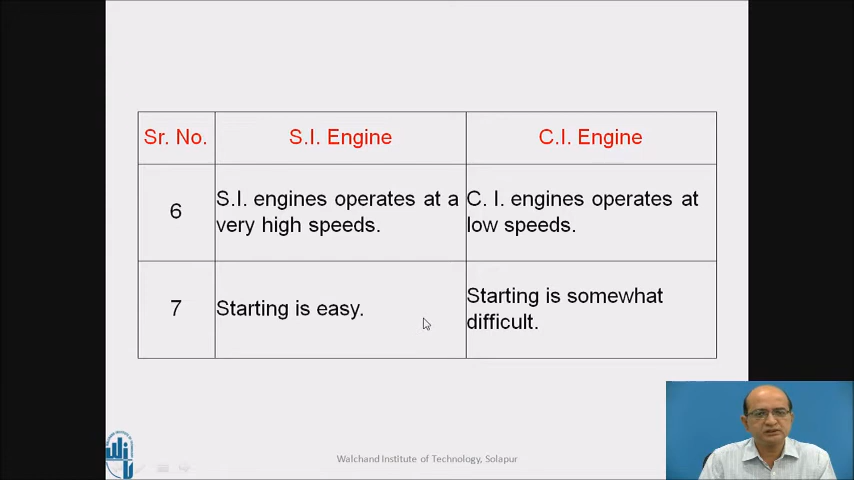 Sr. No. S.I. Engine C.I. Engine
6
S.I. engines operates at a
very high speeds.
C. I. engines operates at
low speeds.
7
Starting is easy.
Starting is somewhat
difficult.
Walchand Institute of Technology, Solapur